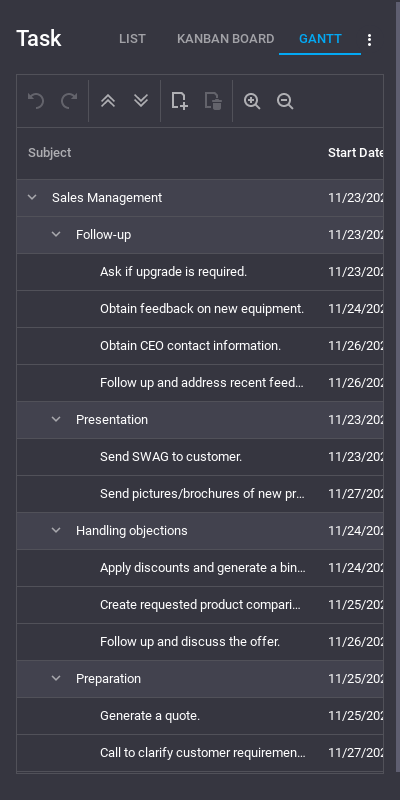 Task LIST KANBAN BOARD GANTT
Subject Start Date
Sales Management 11/23/202
Follow-up 11/23/202
Ask if upgrade is required. 11/23/202
Obtain feedback on new equipment. 11/24/202
Obtain CEO contact information. 11/26/202
Follow up and address recent feed... 11/26/202
Presentation 11/23/202
Send SWAG to customer. 11/23/202
Send pictures/brochures of new pr... 11/27/202
Handling objections 11/24/202
Apply discounts and generate a bin... 11/24/202
Create requested product compari... 11/25/202
Follow up and discuss the offer. 11/26/202
Preparation 11/25/202
Generate a quote. 11/25/202
Call to clarify customer requiremen... 11/27/202